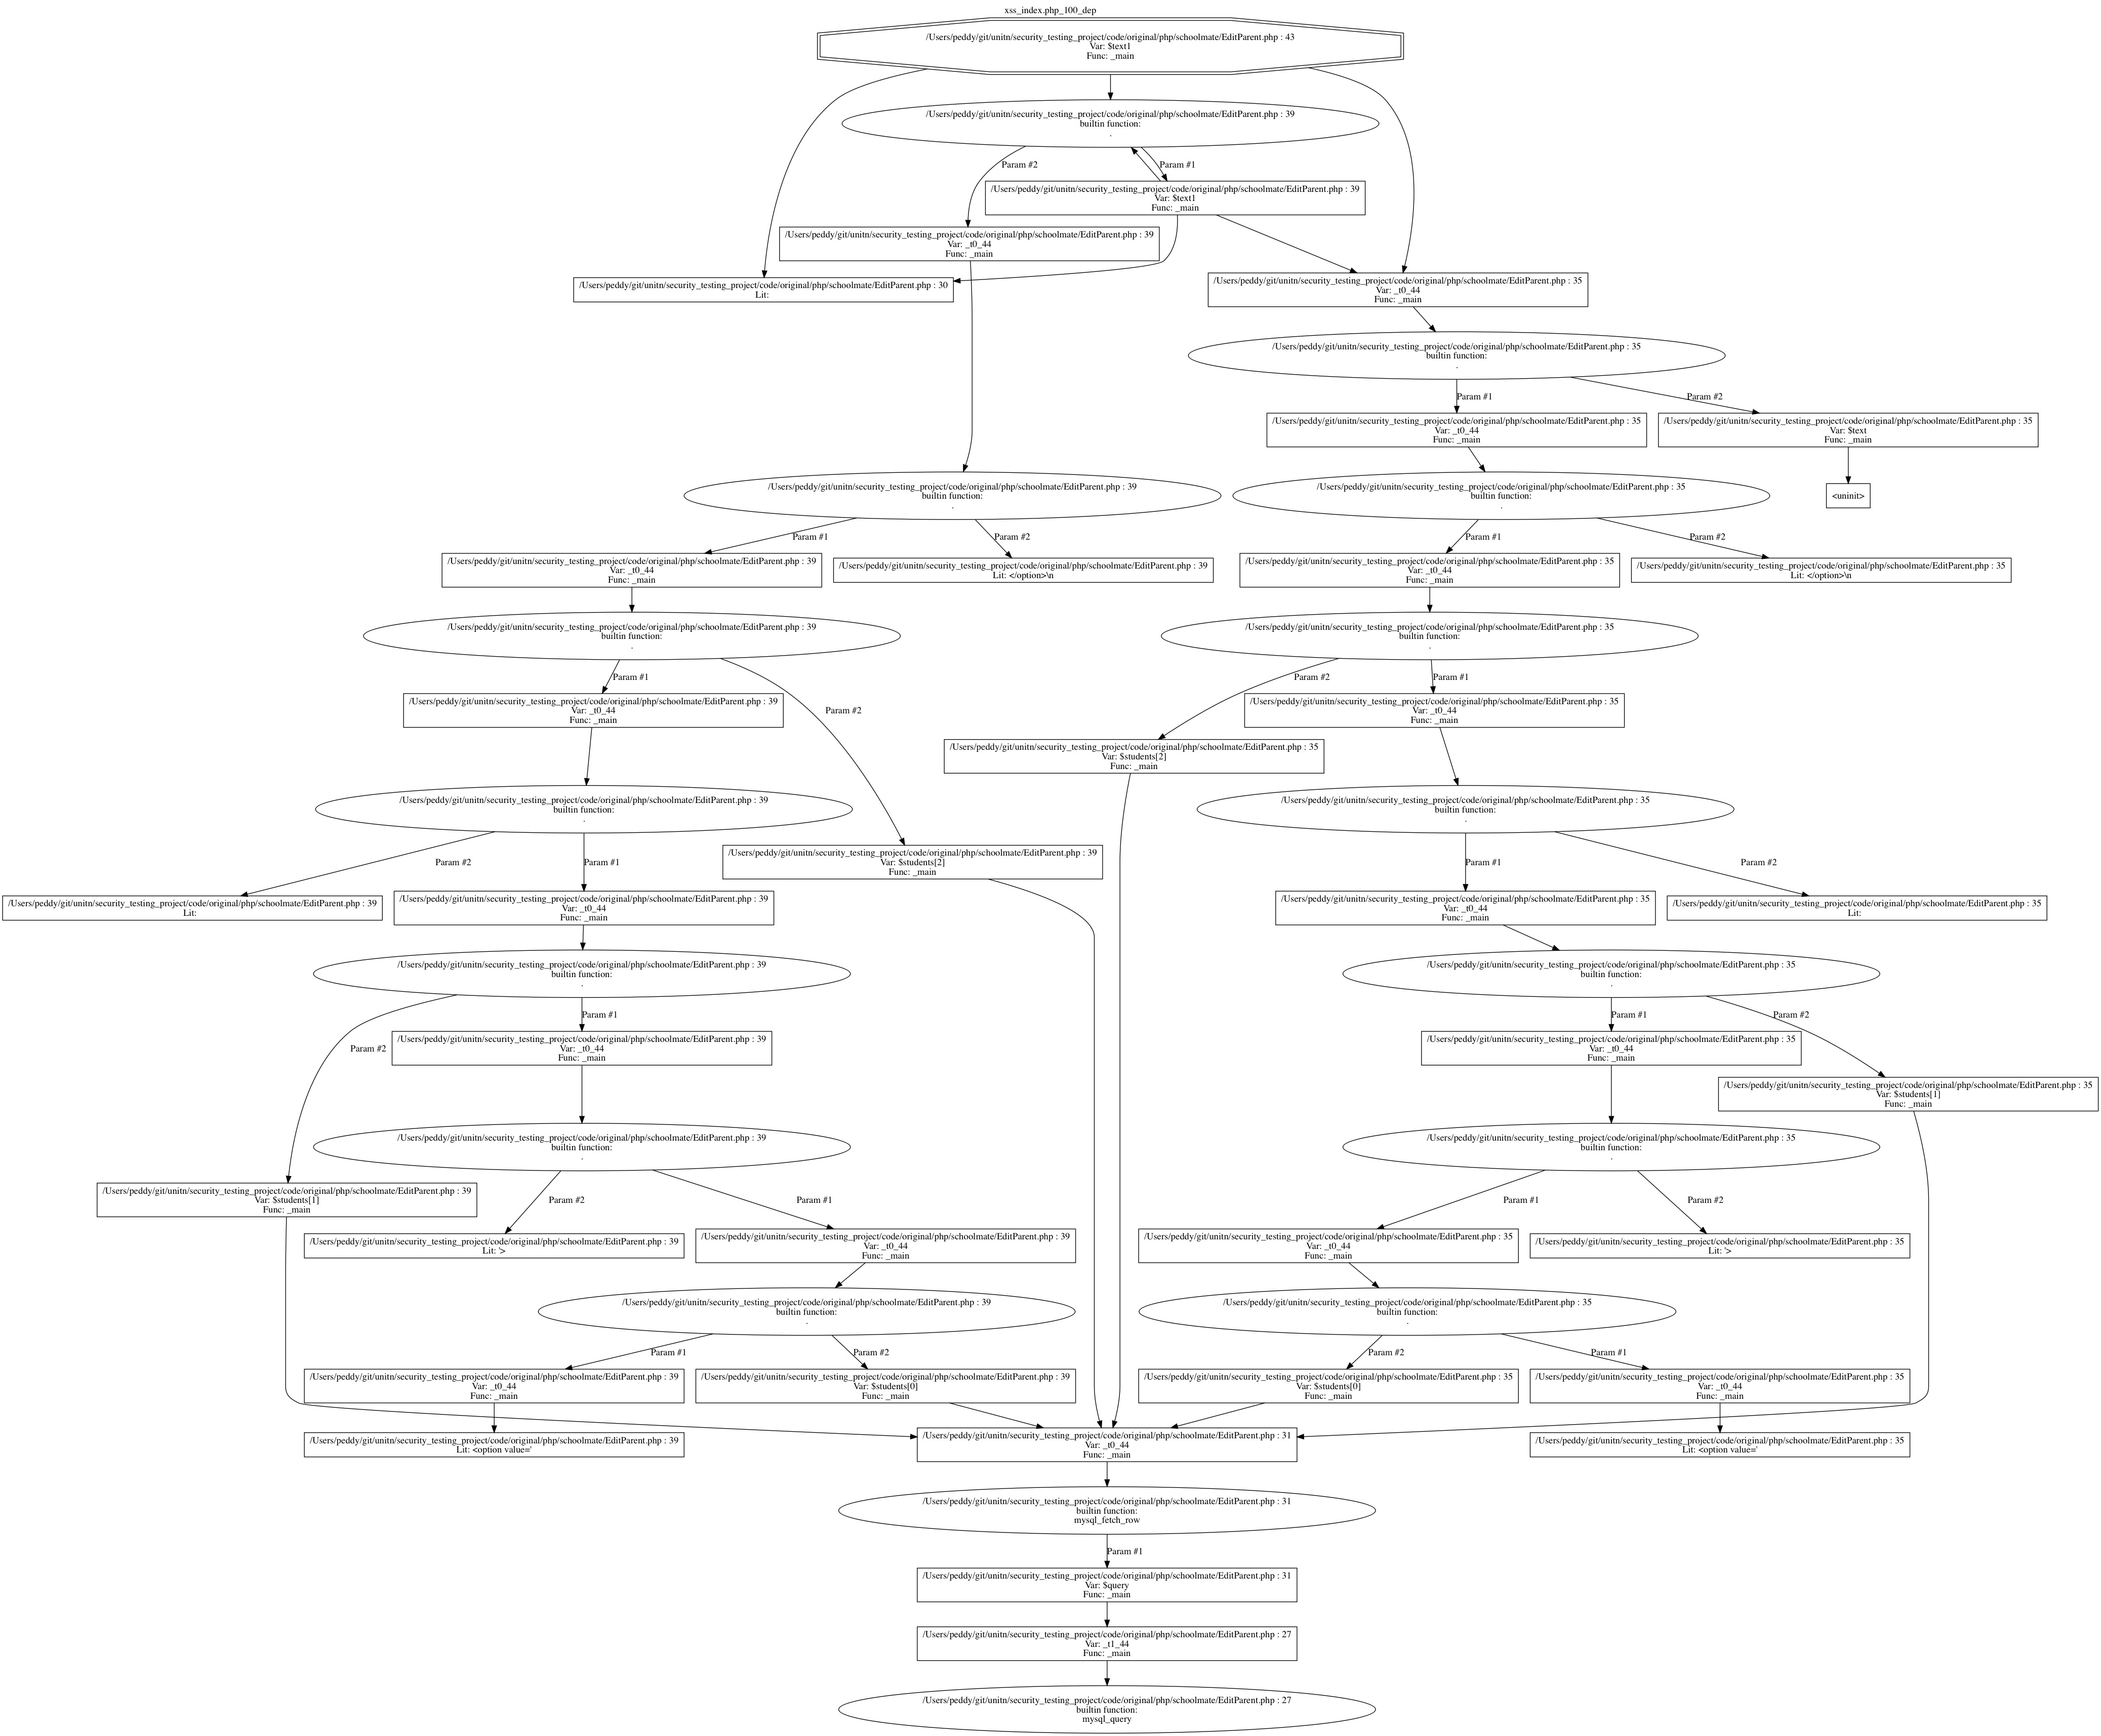 xss_index.php_100_dep
/Users/peddy/git/unitn/security_testing_project/code/original/php/schoolmate/EditParent.php : 43
Var: $text1
Func: _main
/Users/peddy/git/unitn/security_testing_project/code/original/php/schoolmate/EditParent.php : 39
builtin function:
.
Param #2
Param #1
/Users/peddy/git/unitn/security_testing_project/code/original/php/schoolmate/EditParent.php : 39
Var: $text1
Func: _main
/Users/peddy/git/unitn/security_testing_project/code/original/php/schoolmate/EditParent.php : 39
Var: _t0_44
Func: _main
/Users/peddy/git/unitn/security_testing_project/code/original/php/schoolmate/EditParent.php : 30
Lit:
/Users/peddy/git/unitn/security_testing_project/code/original/php/schoolmate/EditParent.php : 35
Var: _t0_44
Func: _main
/Users/peddy/git/unitn/security_testing_project/code/original/php/schoolmate/EditParent.php : 35
builtin function:
.
Param #1
Param #2
/Users/peddy/git/unitn/security_testing_project/code/original/php/schoolmate/EditParent.php : 35
Var: _t0_44
Func: _main
/Users/peddy/git/unitn/security_testing_project/code/original/php/schoolmate/EditParent.php : 35
Var: $text
Func: _main
/Users/peddy/git/unitn/security_testing_project/code/original/php/schoolmate/EditParent.php : 39
builtin function:
.
/Users/peddy/git/unitn/security_testing_project/code/original/php/schoolmate/EditParent.php : 35
builtin function:
.
<uninit>
Param #1
Param #2
Param #1
Param #2
/Users/peddy/git/unitn/security_testing_project/code/original/php/schoolmate/EditParent.php : 39
Var: _t0_44
Func: _main
/Users/peddy/git/unitn/security_testing_project/code/original/php/schoolmate/EditParent.php : 39
Lit: </option>\n
/Users/peddy/git/unitn/security_testing_project/code/original/php/schoolmate/EditParent.php : 35
Var: _t0_44
Func: _main
/Users/peddy/git/unitn/security_testing_project/code/original/php/schoolmate/EditParent.php : 35
Lit: </option>\n
/Users/peddy/git/unitn/security_testing_project/code/original/php/schoolmate/EditParent.php : 39
builtin function:
.
/Users/peddy/git/unitn/security_testing_project/code/original/php/schoolmate/EditParent.php : 35
builtin function:
.
Param #1
Param #2
Param #2
Param #1
/Users/peddy/git/unitn/security_testing_project/code/original/php/schoolmate/EditParent.php : 39
Var: _t0_44
Func: _main
/Users/peddy/git/unitn/security_testing_project/code/original/php/schoolmate/EditParent.php : 35
Var: _t0_44
Func: _main
/Users/peddy/git/unitn/security_testing_project/code/original/php/schoolmate/EditParent.php : 35
Var: $students[2]
Func: _main
/Users/peddy/git/unitn/security_testing_project/code/original/php/schoolmate/EditParent.php : 39
builtin function:
.
/Users/peddy/git/unitn/security_testing_project/code/original/php/schoolmate/EditParent.php : 35
builtin function:
.
Param #2
Param #1
Param #1
Param #2
/Users/peddy/git/unitn/security_testing_project/code/original/php/schoolmate/EditParent.php : 39
Var: $students[2]
Func: _main
/Users/peddy/git/unitn/security_testing_project/code/original/php/schoolmate/EditParent.php : 39
Lit:
/Users/peddy/git/unitn/security_testing_project/code/original/php/schoolmate/EditParent.php : 39
Var: _t0_44
Func: _main
/Users/peddy/git/unitn/security_testing_project/code/original/php/schoolmate/EditParent.php : 35
Var: _t0_44
Func: _main
/Users/peddy/git/unitn/security_testing_project/code/original/php/schoolmate/EditParent.php : 35
Lit:
/Users/peddy/git/unitn/security_testing_project/code/original/php/schoolmate/EditParent.php : 39
builtin function:
.
/Users/peddy/git/unitn/security_testing_project/code/original/php/schoolmate/EditParent.php : 35
builtin function:
.
Param #2
Param #1
Param #1
Param #2
/Users/peddy/git/unitn/security_testing_project/code/original/php/schoolmate/EditParent.php : 39
Var: _t0_44
Func: _main
/Users/peddy/git/unitn/security_testing_project/code/original/php/schoolmate/EditParent.php : 35
Var: _t0_44
Func: _main
/Users/peddy/git/unitn/security_testing_project/code/original/php/schoolmate/EditParent.php : 35
Var: $students[1]
Func: _main
/Users/peddy/git/unitn/security_testing_project/code/original/php/schoolmate/EditParent.php : 39
builtin function:
.
/Users/peddy/git/unitn/security_testing_project/code/original/php/schoolmate/EditParent.php : 35
builtin function:
.
/Users/peddy/git/unitn/security_testing_project/code/original/php/schoolmate/EditParent.php : 39
Var: $students[1]
Func: _main
Param #2
Param #1
Param #1
Param #2
/Users/peddy/git/unitn/security_testing_project/code/original/php/schoolmate/EditParent.php : 39
Lit: '>
/Users/peddy/git/unitn/security_testing_project/code/original/php/schoolmate/EditParent.php : 39
Var: _t0_44
Func: _main
/Users/peddy/git/unitn/security_testing_project/code/original/php/schoolmate/EditParent.php : 35
Var: _t0_44
Func: _main
/Users/peddy/git/unitn/security_testing_project/code/original/php/schoolmate/EditParent.php : 35
Lit: '>
/Users/peddy/git/unitn/security_testing_project/code/original/php/schoolmate/EditParent.php : 39
builtin function:
.
/Users/peddy/git/unitn/security_testing_project/code/original/php/schoolmate/EditParent.php : 35
builtin function:
.
Param #1
Param #2
Param #2
Param #1
/Users/peddy/git/unitn/security_testing_project/code/original/php/schoolmate/EditParent.php : 39
Var: _t0_44
Func: _main
/Users/peddy/git/unitn/security_testing_project/code/original/php/schoolmate/EditParent.php : 39
Var: $students[0]
Func: _main
/Users/peddy/git/unitn/security_testing_project/code/original/php/schoolmate/EditParent.php : 35
Var: $students[0]
Func: _main
/Users/peddy/git/unitn/security_testing_project/code/original/php/schoolmate/EditParent.php : 35
Var: _t0_44
Func: _main
/Users/peddy/git/unitn/security_testing_project/code/original/php/schoolmate/EditParent.php : 39
Lit: <option value='
/Users/peddy/git/unitn/security_testing_project/code/original/php/schoolmate/EditParent.php : 31
Var: _t0_44
Func: _main
/Users/peddy/git/unitn/security_testing_project/code/original/php/schoolmate/EditParent.php : 35
Lit: <option value='
/Users/peddy/git/unitn/security_testing_project/code/original/php/schoolmate/EditParent.php : 31
builtin function:
mysql_fetch_row
Param #1
/Users/peddy/git/unitn/security_testing_project/code/original/php/schoolmate/EditParent.php : 31
Var: $query
Func: _main
/Users/peddy/git/unitn/security_testing_project/code/original/php/schoolmate/EditParent.php : 27
Var: _t1_44
Func: _main
/Users/peddy/git/unitn/security_testing_project/code/original/php/schoolmate/EditParent.php : 27
builtin function:
mysql_query